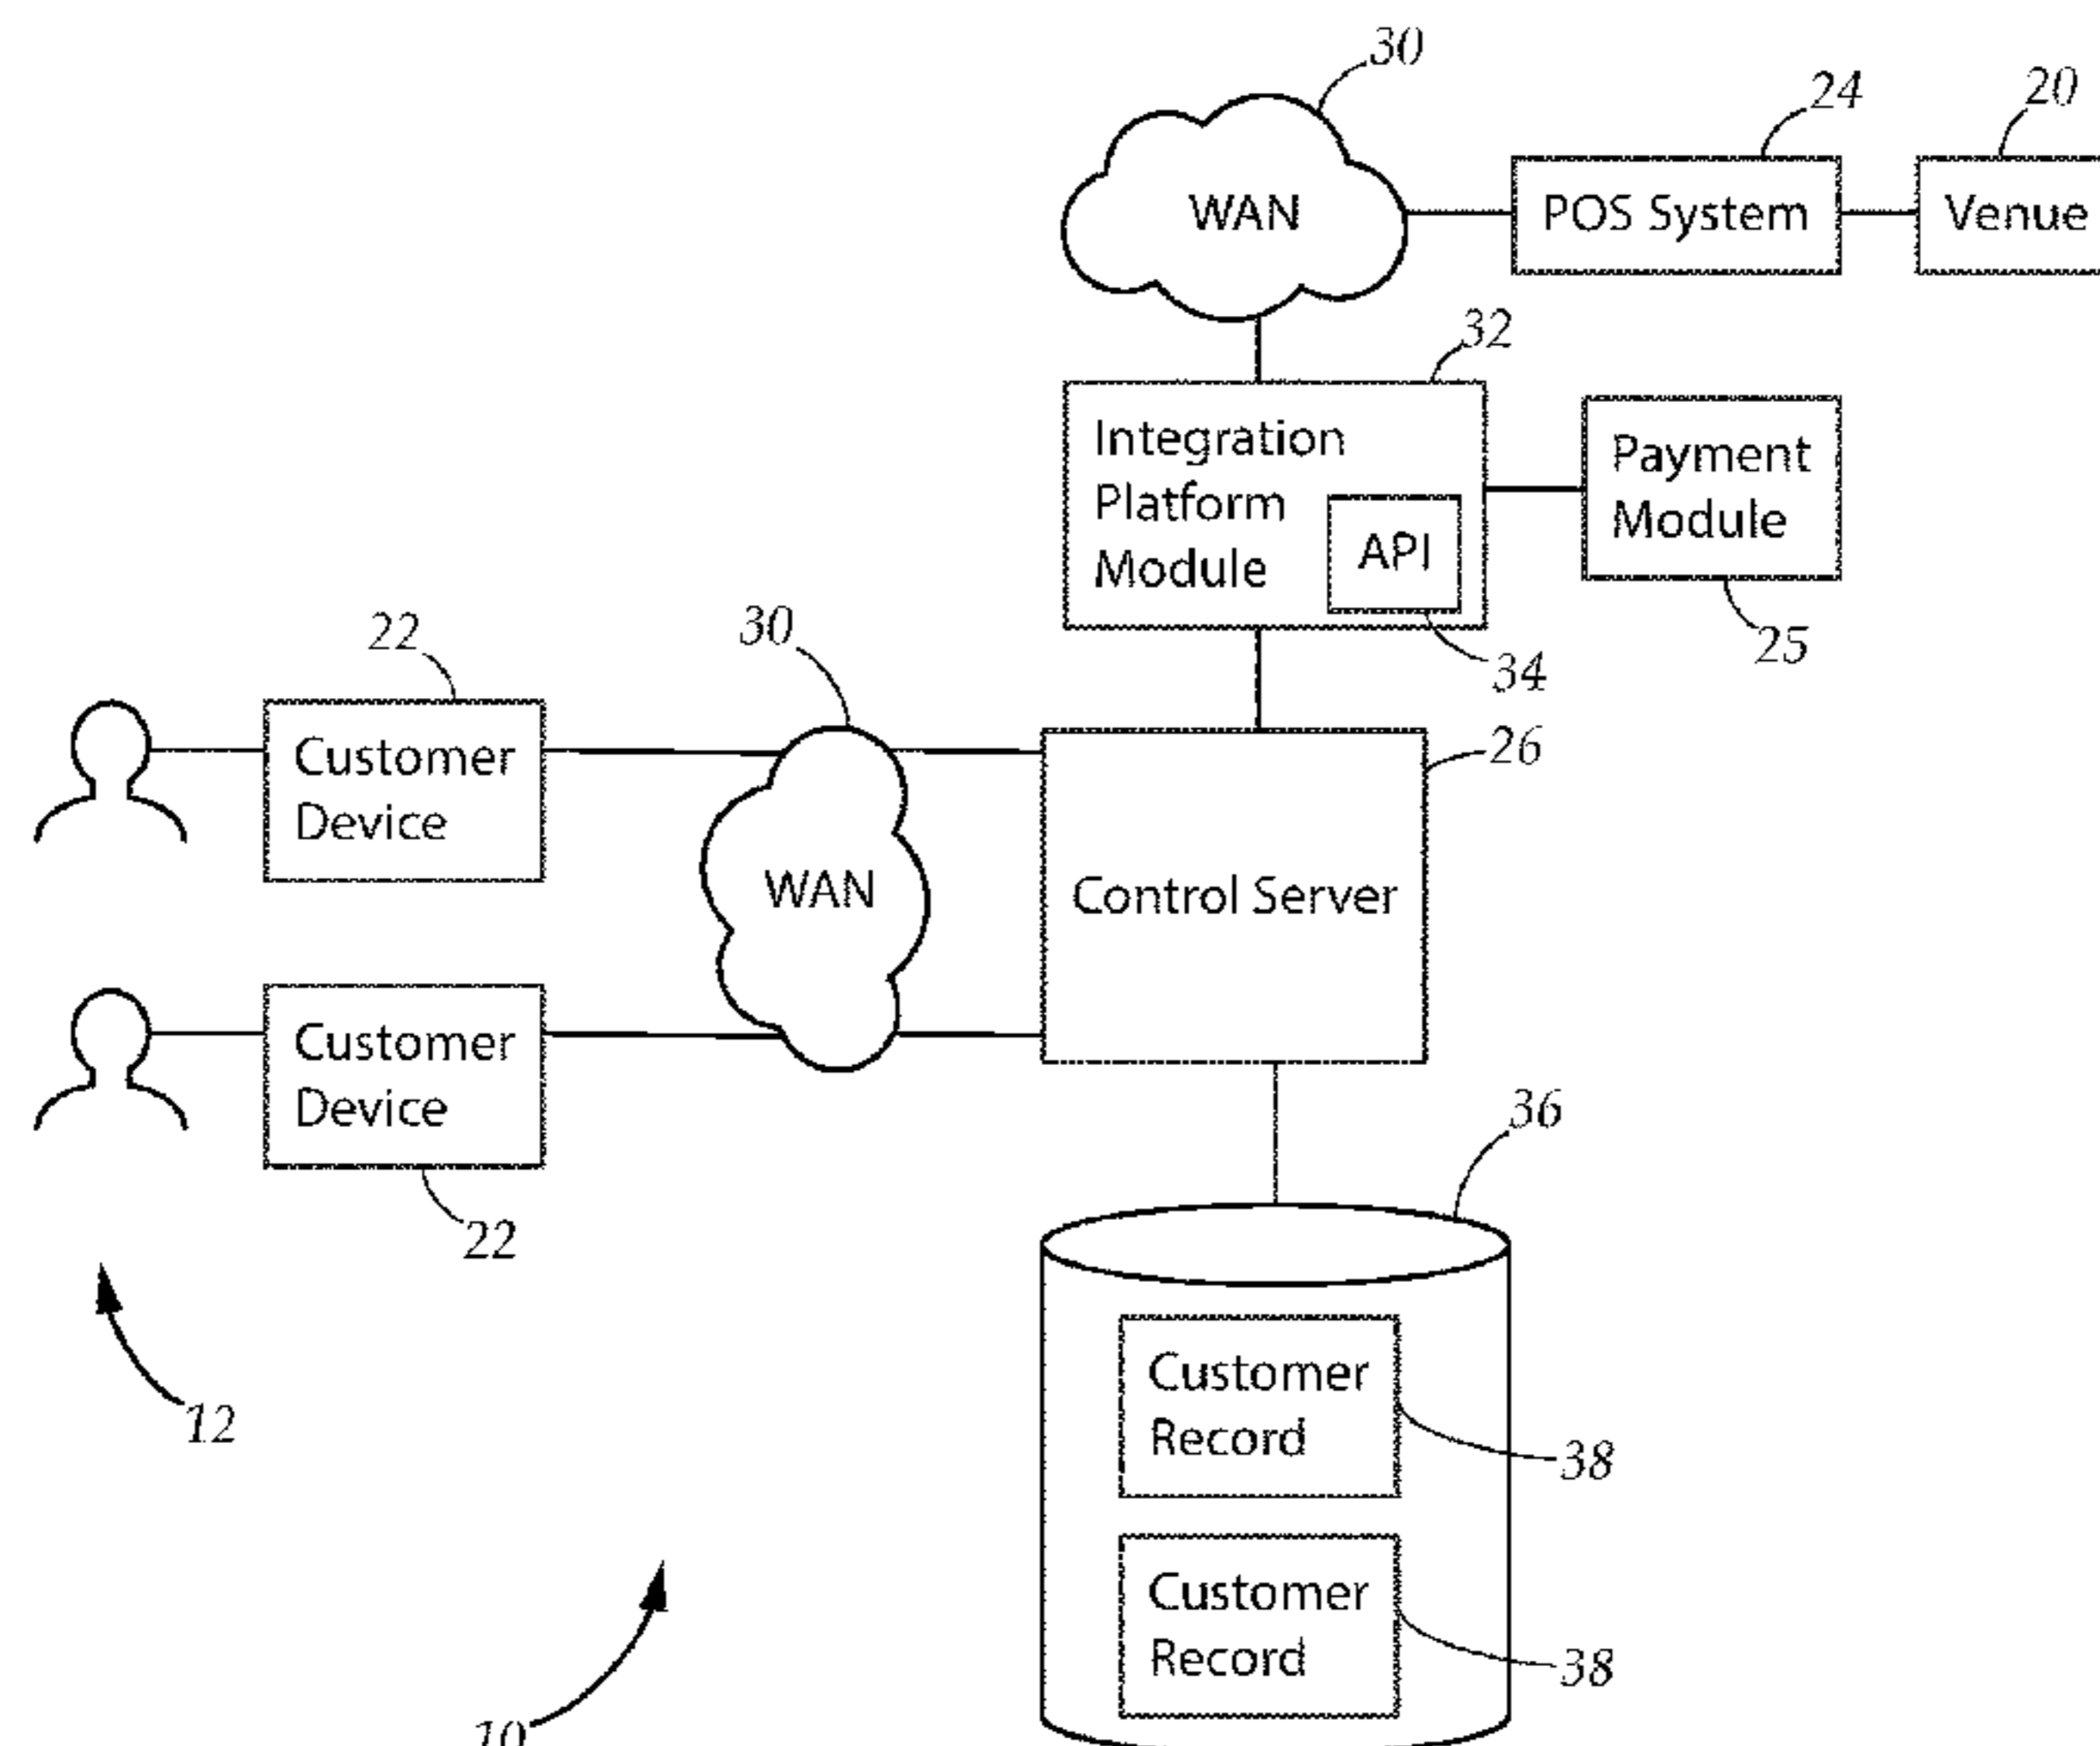 30
24
20
WAN
POS System
Venue
32
Integration
Platform
Module
API
Payment
Module
25
34
22
30
Customer
Device
26
WAN
Control Server
Customer
Device
22
36
12
Customer
Record
38
Customer
Record
38
10